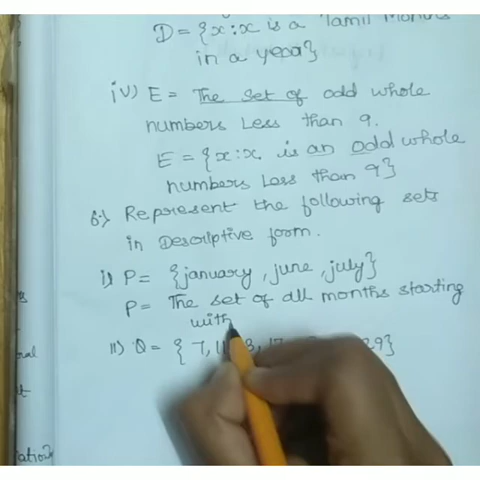 D = {x:x is a Tamil Months
in a year}
iv) E = The set of odd whole
numbers Less than 9.
E = {x:x is an odd whole
numbers Less than 9}
6.) Represent the following sets
in Descriptive form.
i) P = {january, june, july}
P = The set of all months starting
with
ii) Q = { 7, 11 29}